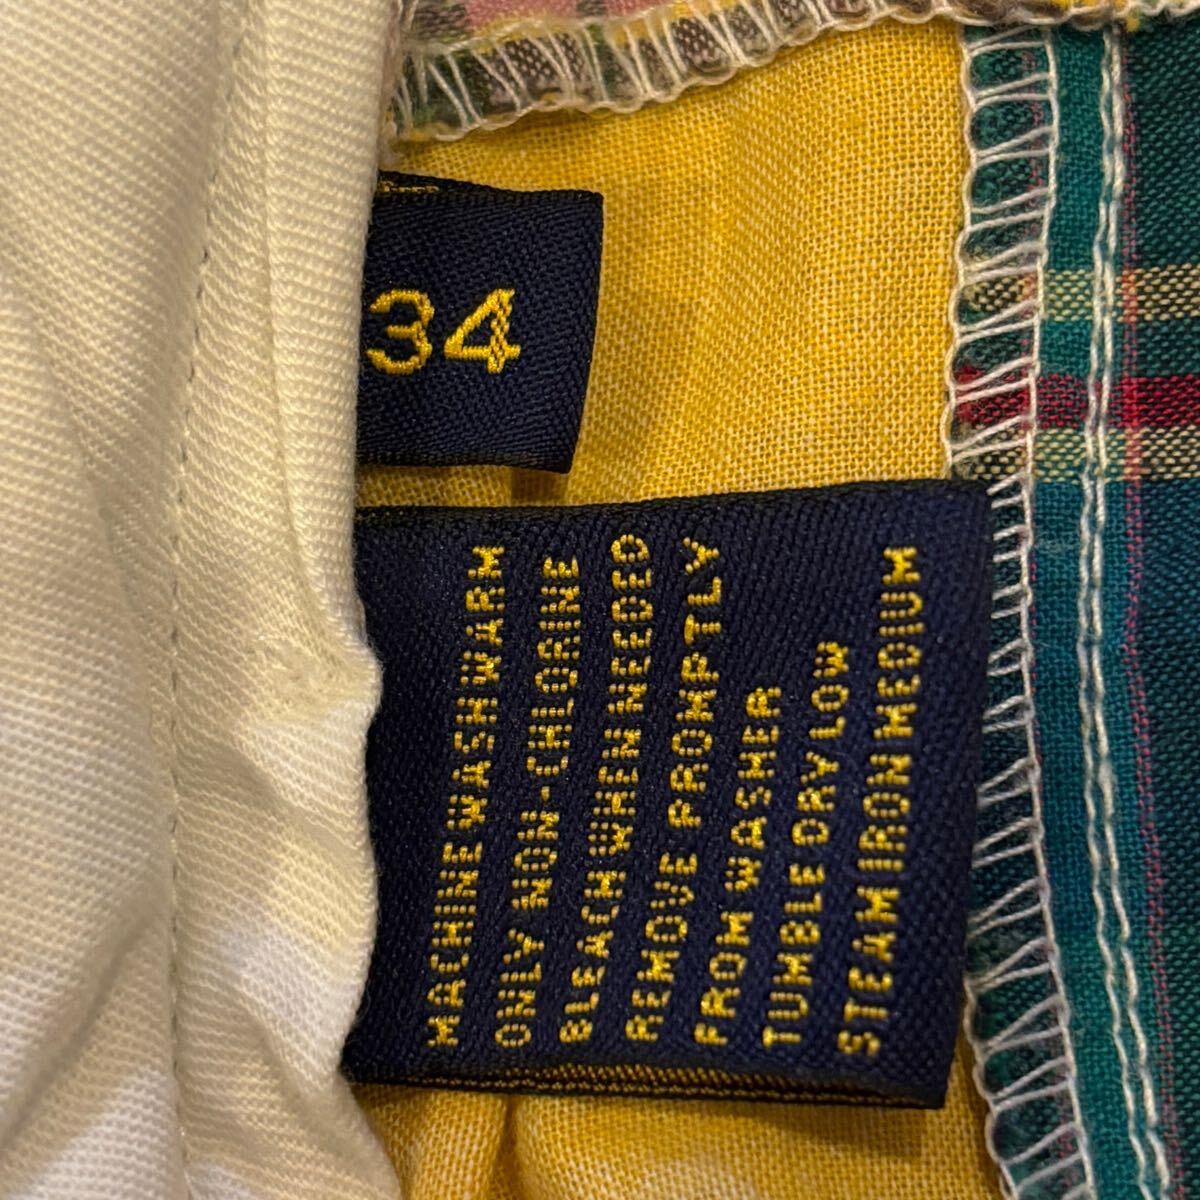 34
MACHINE WASH WARM
ONLY NON-CHLORINE
BLEACH WHEN NEEDED
REMOVE PROMPTLY
FROM WASHER
TUMBLE DRY LOW
STEAM IRON MEDIUM